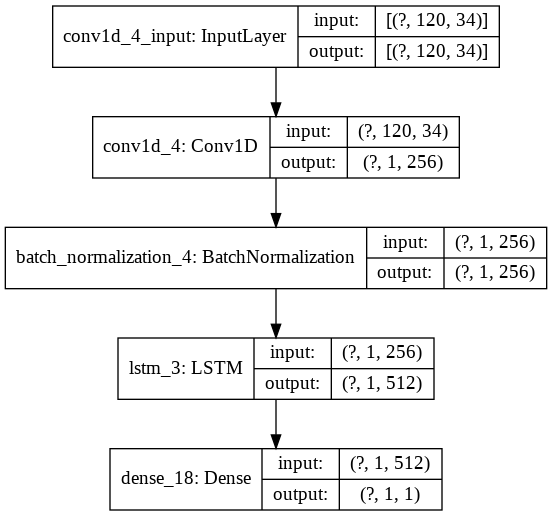 conv1d_4_input: InputLayer
input: [(?, 120, 34)]
output: [(?, 120, 34)]
conv1d_4: Conv1D
input: (?, 120, 34)
output: (?, 1, 256)
batch_normalization_4: BatchNormalization
input: (?, 1, 256)
output: (?, 1, 256)
lstm_3: LSTM
input: (?, 1, 256)
output: (?, 1, 512)
dense_18: Dense
input: (?, 1, 512)
output: (?, 1, 1)